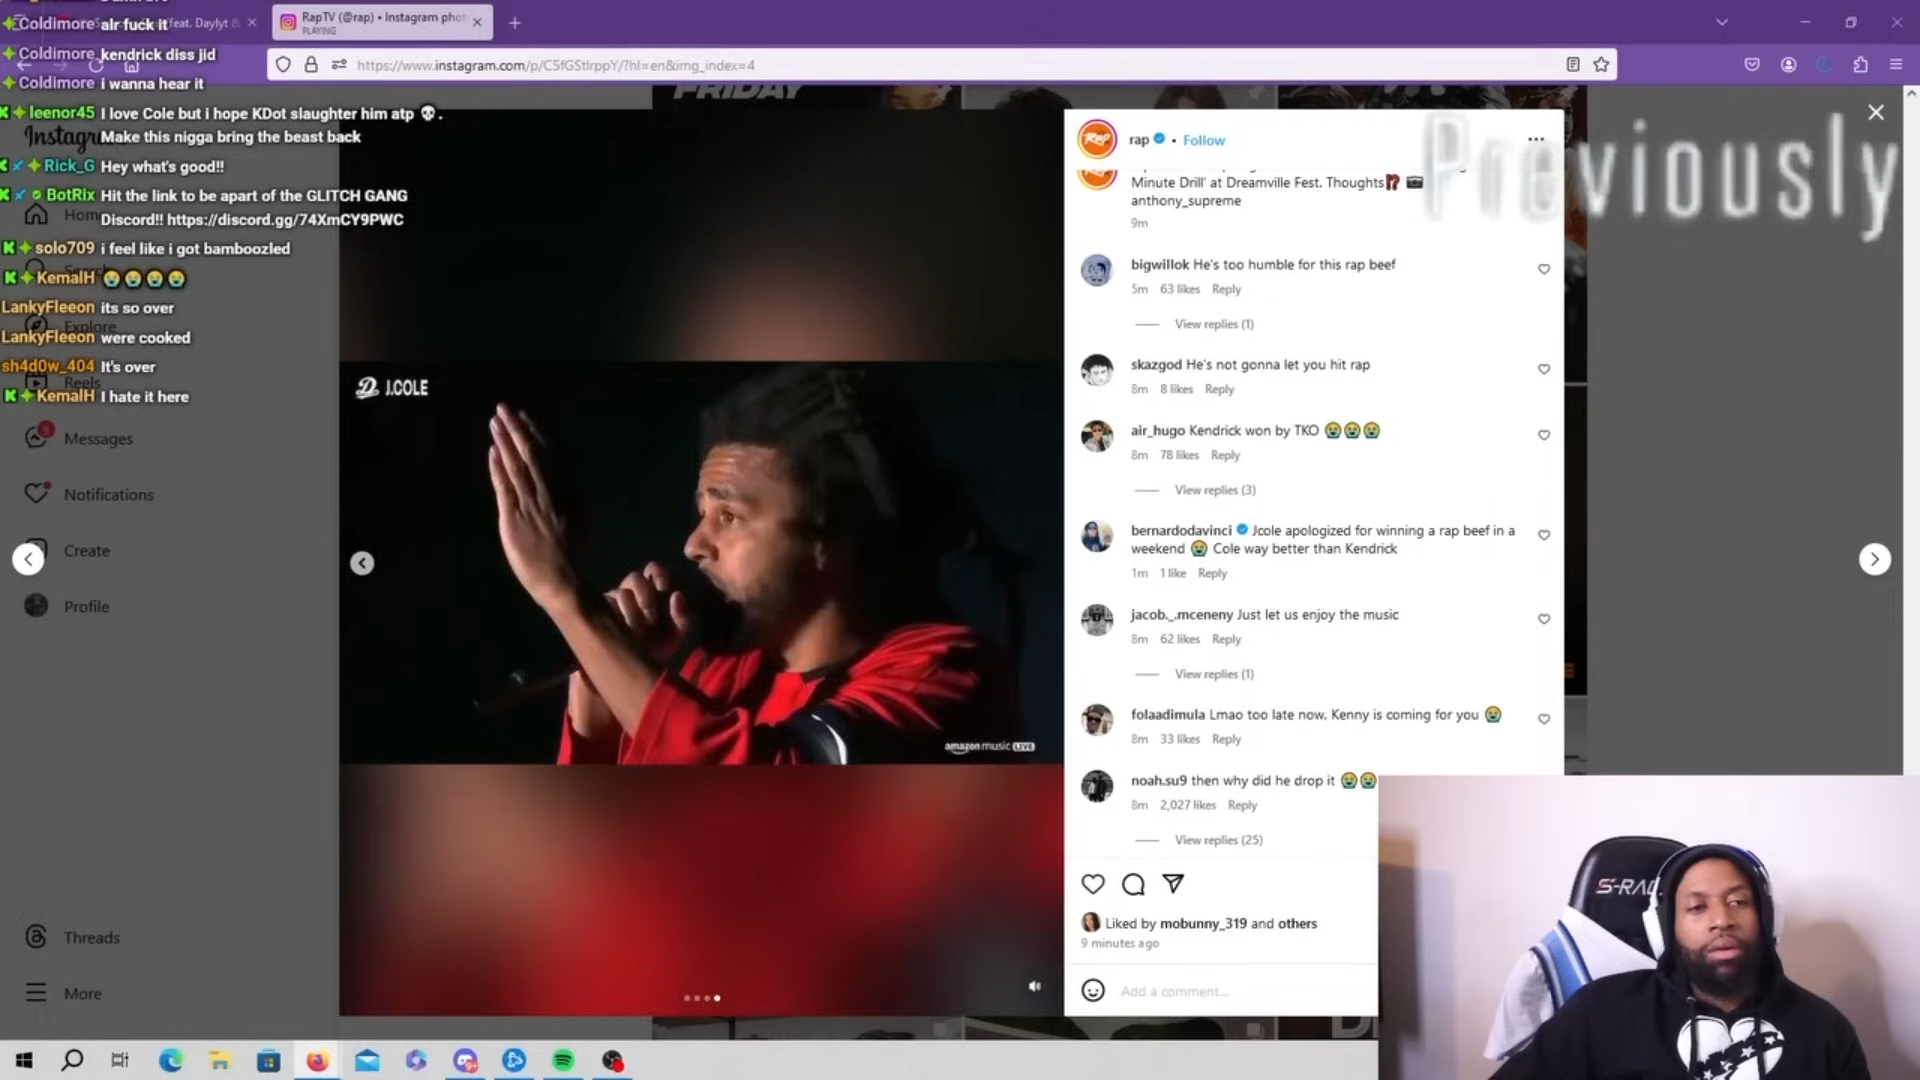 Coldimore alr fuck it
feat. Daylyt &
RapTV (@rap) • Instagram phot
PLAYING
Coldimore kendrick diss jid
https://www.instagram.com/p/C5fGStIrppY/?hl=en&img_index=4
Coldimore i wanna hear it
leenor45 I love Cole but i hope KDot slaughter him atp 💀.
Make this nigga bring the beast back
Rick_G Hey what's good!!
BotRix Hit the link to be apart of the GLITCH GANG
Discord!! https://discord.gg/74XmCY9PWC
solo709 i feel like i got bamboozled
KemalH 😭😭😭😭
LankyFleeon its so over
LankyFleeon were cooked
sh4d0w_404 It's over
KemalH I hate it here
Explore
Reels
Messages
Notifications
Create
Profile
Threads
More
FRIDAY
J.COLE
amazon music LIVE
Previously
rap • Follow
Minute Drill' at Dreamville Fest. Thoughts⁉️ 📷
anthony_supreme
9m
bigwillok He's too humble for this rap beef
5m 63 likes Reply
View replies (1)
skazgod He's not gonna let you hit rap
8m 8 likes Reply
air_hugo Kendrick won by TKO 😭😭😭
8m 78 likes Reply
View replies (3)
bernardodavinci Jcole apologized for winning a rap beef in a
weekend 😭 Cole way better than Kendrick
1m 1 like Reply
jacob._.mceneny Just let us enjoy the music
8m 62 likes Reply
View replies (1)
folaadimula Lmao too late now. Kenny is coming for you 😭
8m 33 likes Reply
noah.su9 then why did he drop it 😭😭
8m 2,027 likes Reply
View replies (25)
Liked by mobunny_319 and others
9 minutes ago
Add a comment...